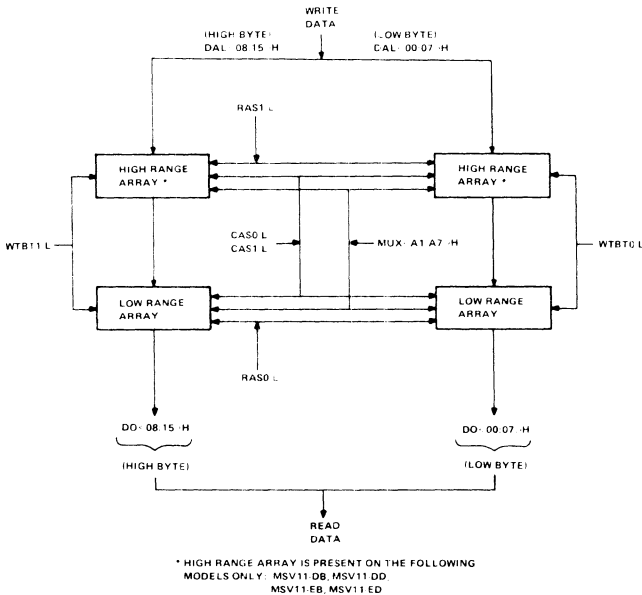 WRITE
DATA
(HIGH BYTE)
DAL< 08:15 >H
(LOW BYTE)
DAL< 00:07 >H
RAS1 L
HIGH RANGE
ARRAY *
HIGH RANGE
ARRAY *
WTBT1 L
CAS0 L
CAS1 L
MUX< A1:A7 >H
WTBT0 L
LOW RANGE
ARRAY
LOW RANGE
ARRAY
RAS0 L
DO< 08:15 >H
DO< 00:07 >H
(HIGH BYTE)
(LOW BYTE)
READ
DATA
* HIGH RANGE ARRAY IS PRESENT ON THE FOLLOWING
MODELS ONLY: MSV11-DB, MSV11-DD,
MSV11-EB, MSV11-ED